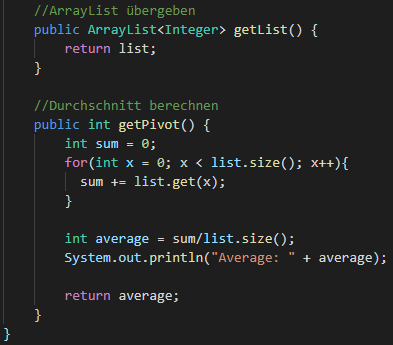 //ArrayList übergeben
public ArrayList<Integer> getList() {
return list;
}
//Durchschnitt berechnen
public int getPivot() {
int sum = 0;
for(int x = 0; x < list.size(); x++){
sum += list.get(x);
}
int average = sum/list.size();
System.out.println("Average: " + average);
return average;
}
}